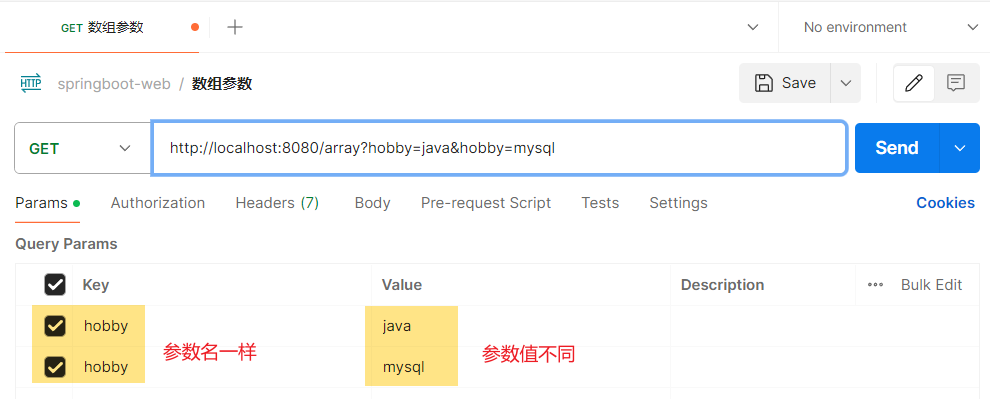 GET 数组参数
No environment
HTTP springboot-web / 数组参数
Save
GET http://localhost:8080/array?hobby=java&hobby=mysql Send
Params Authorization Headers (7) Body Pre-request Script Tests Settings Cookies
Query Params
Key Value Description Bulk Edit
hobby java
参数名一样 参数值不同
hobby mysql